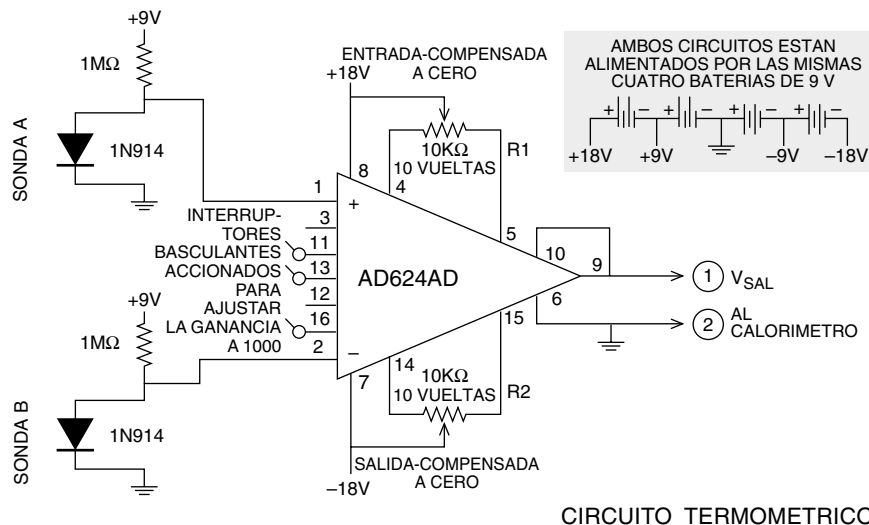 +9V
1MΩ
SONDA A
1N914
ENTRADA-COMPENSADA
A CERO
+18V
10KΩ
10 VUELTAS
R1
8
4
1
+
3
5
INTERRUP-
TORES
BASCULANTES
ACCIONADOS
PARA
AJUSTAR
LA GANANCIA
A 1000
11
13
12
16
2
−
AD624AD
10
9
6
15
1
VSAL
2
AL
CALORIMETRO
+9V
1MΩ
SONDA B
1N914
7
14
10KΩ
10 VUELTAS
R2
SALIDA-COMPENSADA
A CERO
−18V
AMBOS CIRCUITOS ESTAN
ALIMENTADOS POR LAS MISMAS
CUATRO BATERIAS DE 9 V
+ − + − + − + −
+18V +9V −9V −18V
CIRCUITO TERMOMETRICO